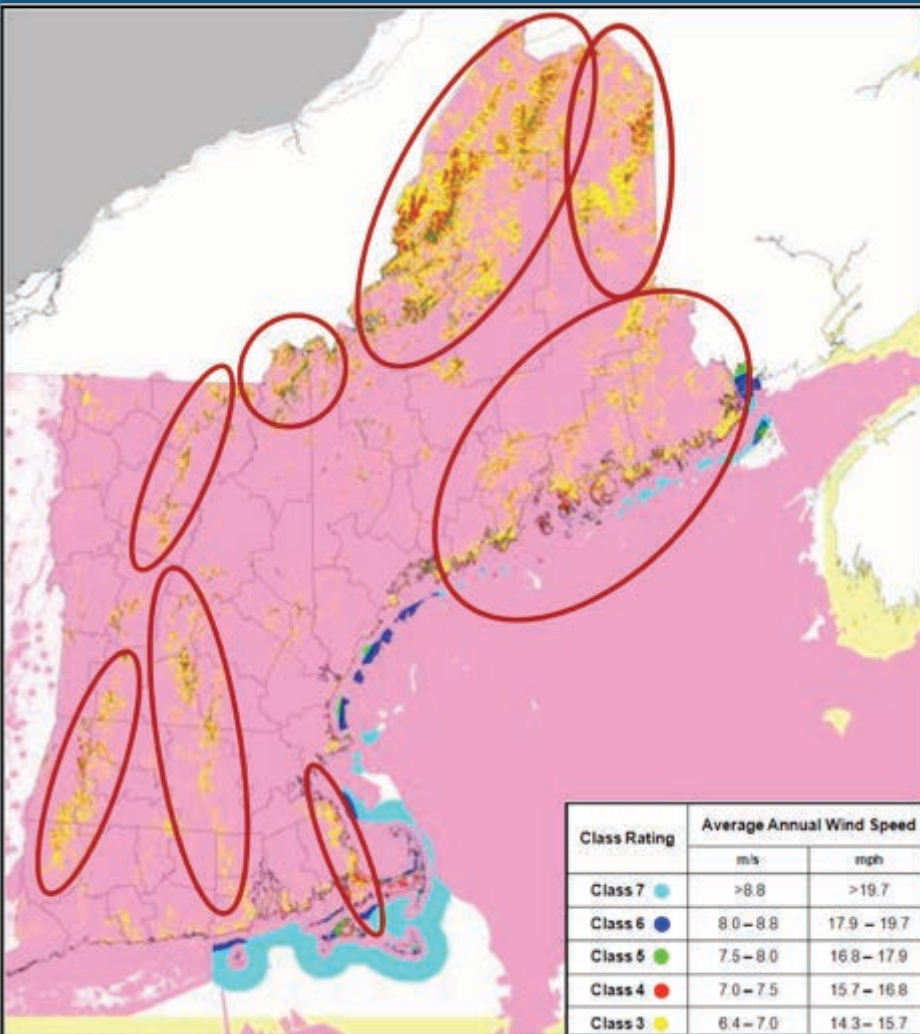 Class Rating Average Annual Wind Speed
m/s mph
Class 7 >8.8 >19.7
Class 6 8.0 – 8.8 17.9 – 19.7
Class 5 7.5 – 8.0 16.8 – 17.9
Class 4 7.0 – 7.5 15.7 – 16.8
Class 3 6.4 – 7.0 14.3 – 15.7